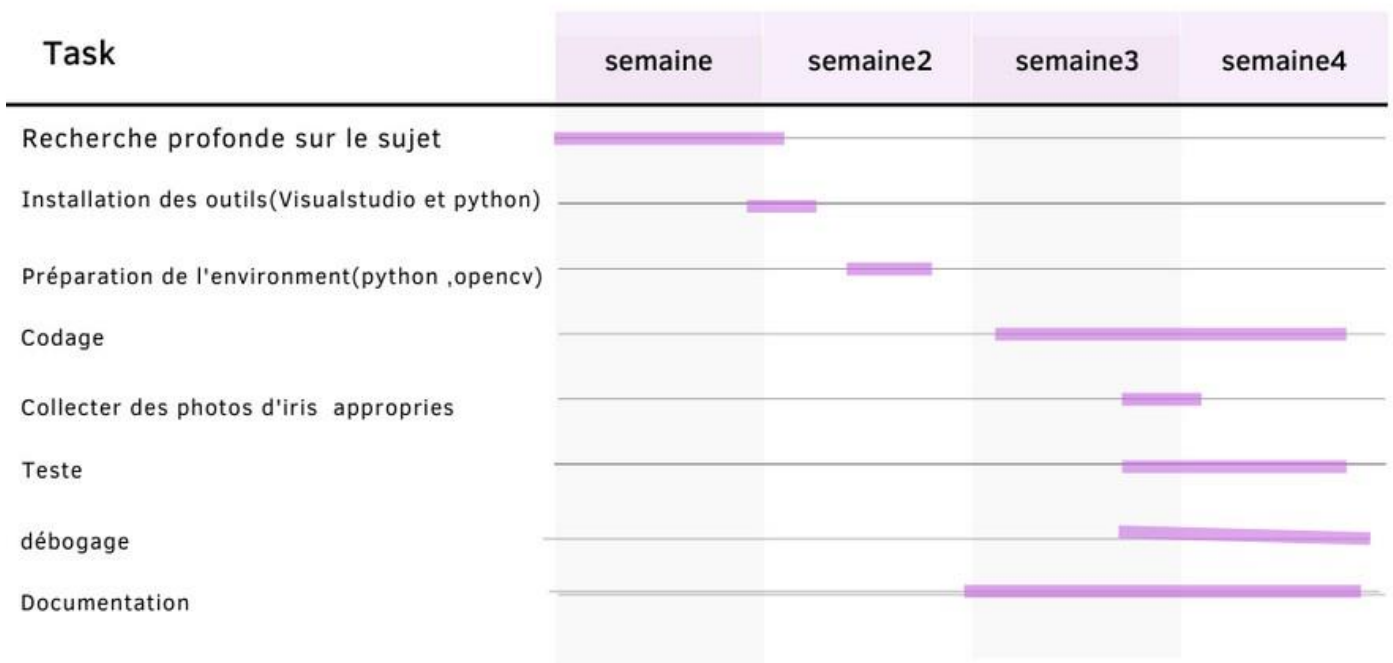 Task
semaine
semaine2
semaine3
semaine4
Recherche profonde sur le sujet
Installation des outils(Visualstudio et python)
Préparation de l'environment(python ,opencv)
Codage
Collecter des photos d'iris  appropries
Teste
débogage
Documentation